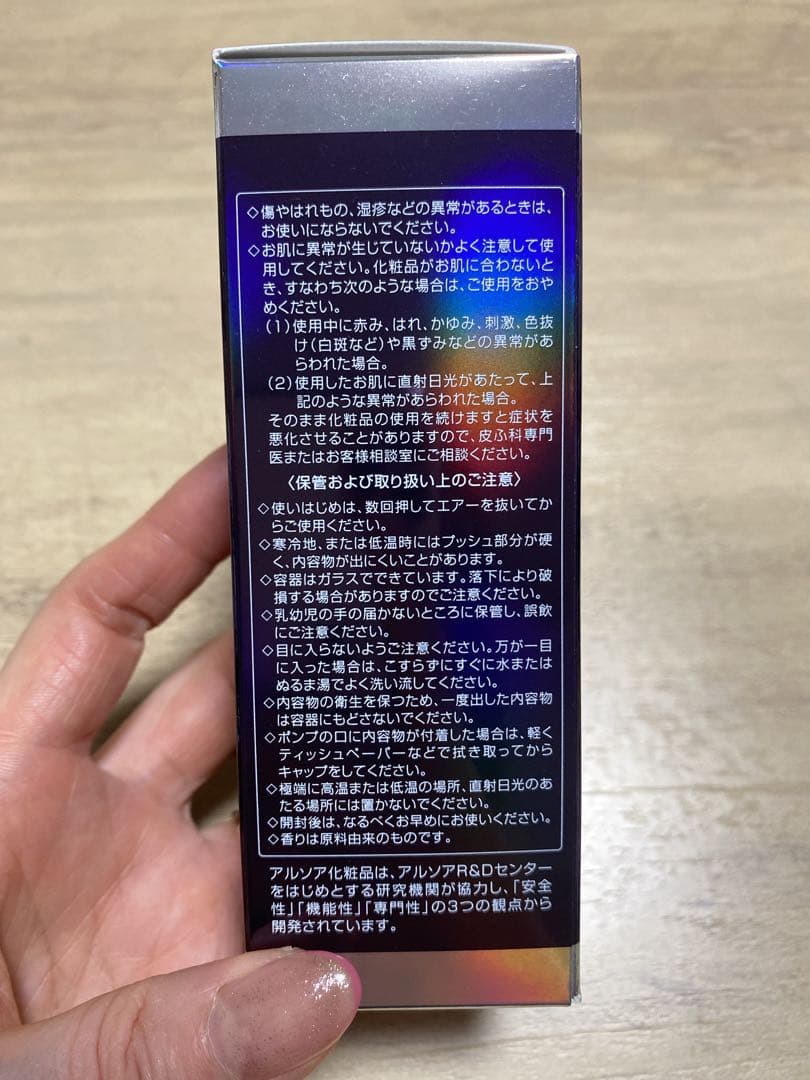 ◇傷やはれもの、湿疹などの異常があるときは、
お使いにならないでください。
◇お肌に異常が生じていないかよく注意して使
用してください。化粧品がお肌に合わないと
き、すなわち次のような場合は、ご使用をおや
めください。
(1)使用中に赤み、はれ、かゆみ、刺激、色抜
け(白斑など)や黒ずみなどの異常があ
らわれた場合。
(2)使用したお肌に直射日光があたって、上
記のような異常があらわれた場合。
そのまま化粧品の使用を続けますと症状を
悪化させることがありますので、皮ふ科専門
医またはお客様相談室にご相談ください。
〈保管および取り扱い上のご注意〉
◇使いはじめは、数回押してエアーを抜いてか
らご使用ください。
◇寒冷地、または低温時にはプッシュ部分が硬
く、内容物が出にくいことがあります。
◇容器はガラスでできています。落下により破
損する場合がありますのでご注意ください。
◇乳幼児の手の届かないところに保管し、誤飲
にご注意ください。
◇目に入らないようご注意ください。万が一目
に入った場合は、こすらずにすぐに水または
ぬるま湯でよく洗い流してください。
◇内容物の衛生を保つため、一度出した内容物
は容器にもどさないでください。
◇ポンプの口に内容物が付着した場合は、軽く
ティッシュペーパーなどで拭き取ってから
キャップをしてください。
◇極端に高温または低温の場所、直射日光のあ
たる場所には置かないでください。
◇開封後は、なるべくお早めにお使いください。
◇香りは原料由来のものです。
アルソア化粧品は、アルソアR&Dセンター
をはじめとする研究機関が協力し、「安全
性」「機能性」「専門性」の3つの観点から
開発されています。